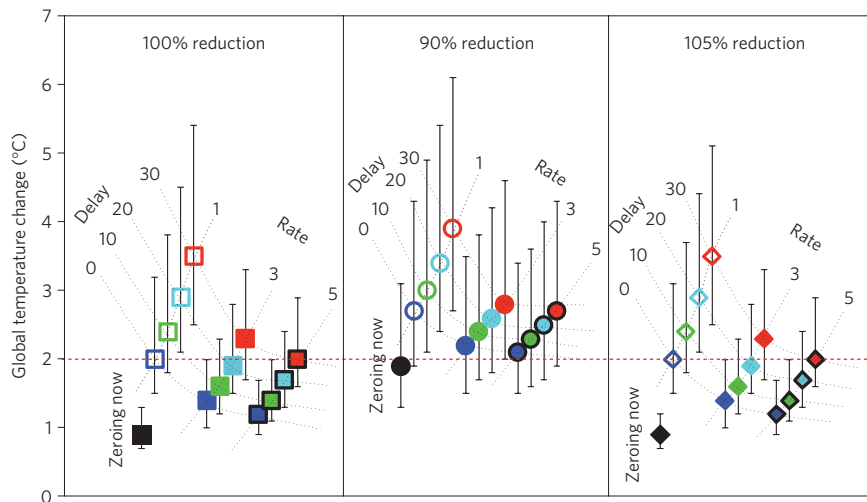 7
6
5
4
3
2
1
0
Global temperature change (°C)
100% reduction
Delay
30
20
10
0
1
Rate
3
5
Zeroing now
90% reduction
Delay
30
20
10
0
1
Rate
3
5
Zeroing now
105% reduction
Delay
30
20
10
0
1
Rate
3
5
Zeroing now